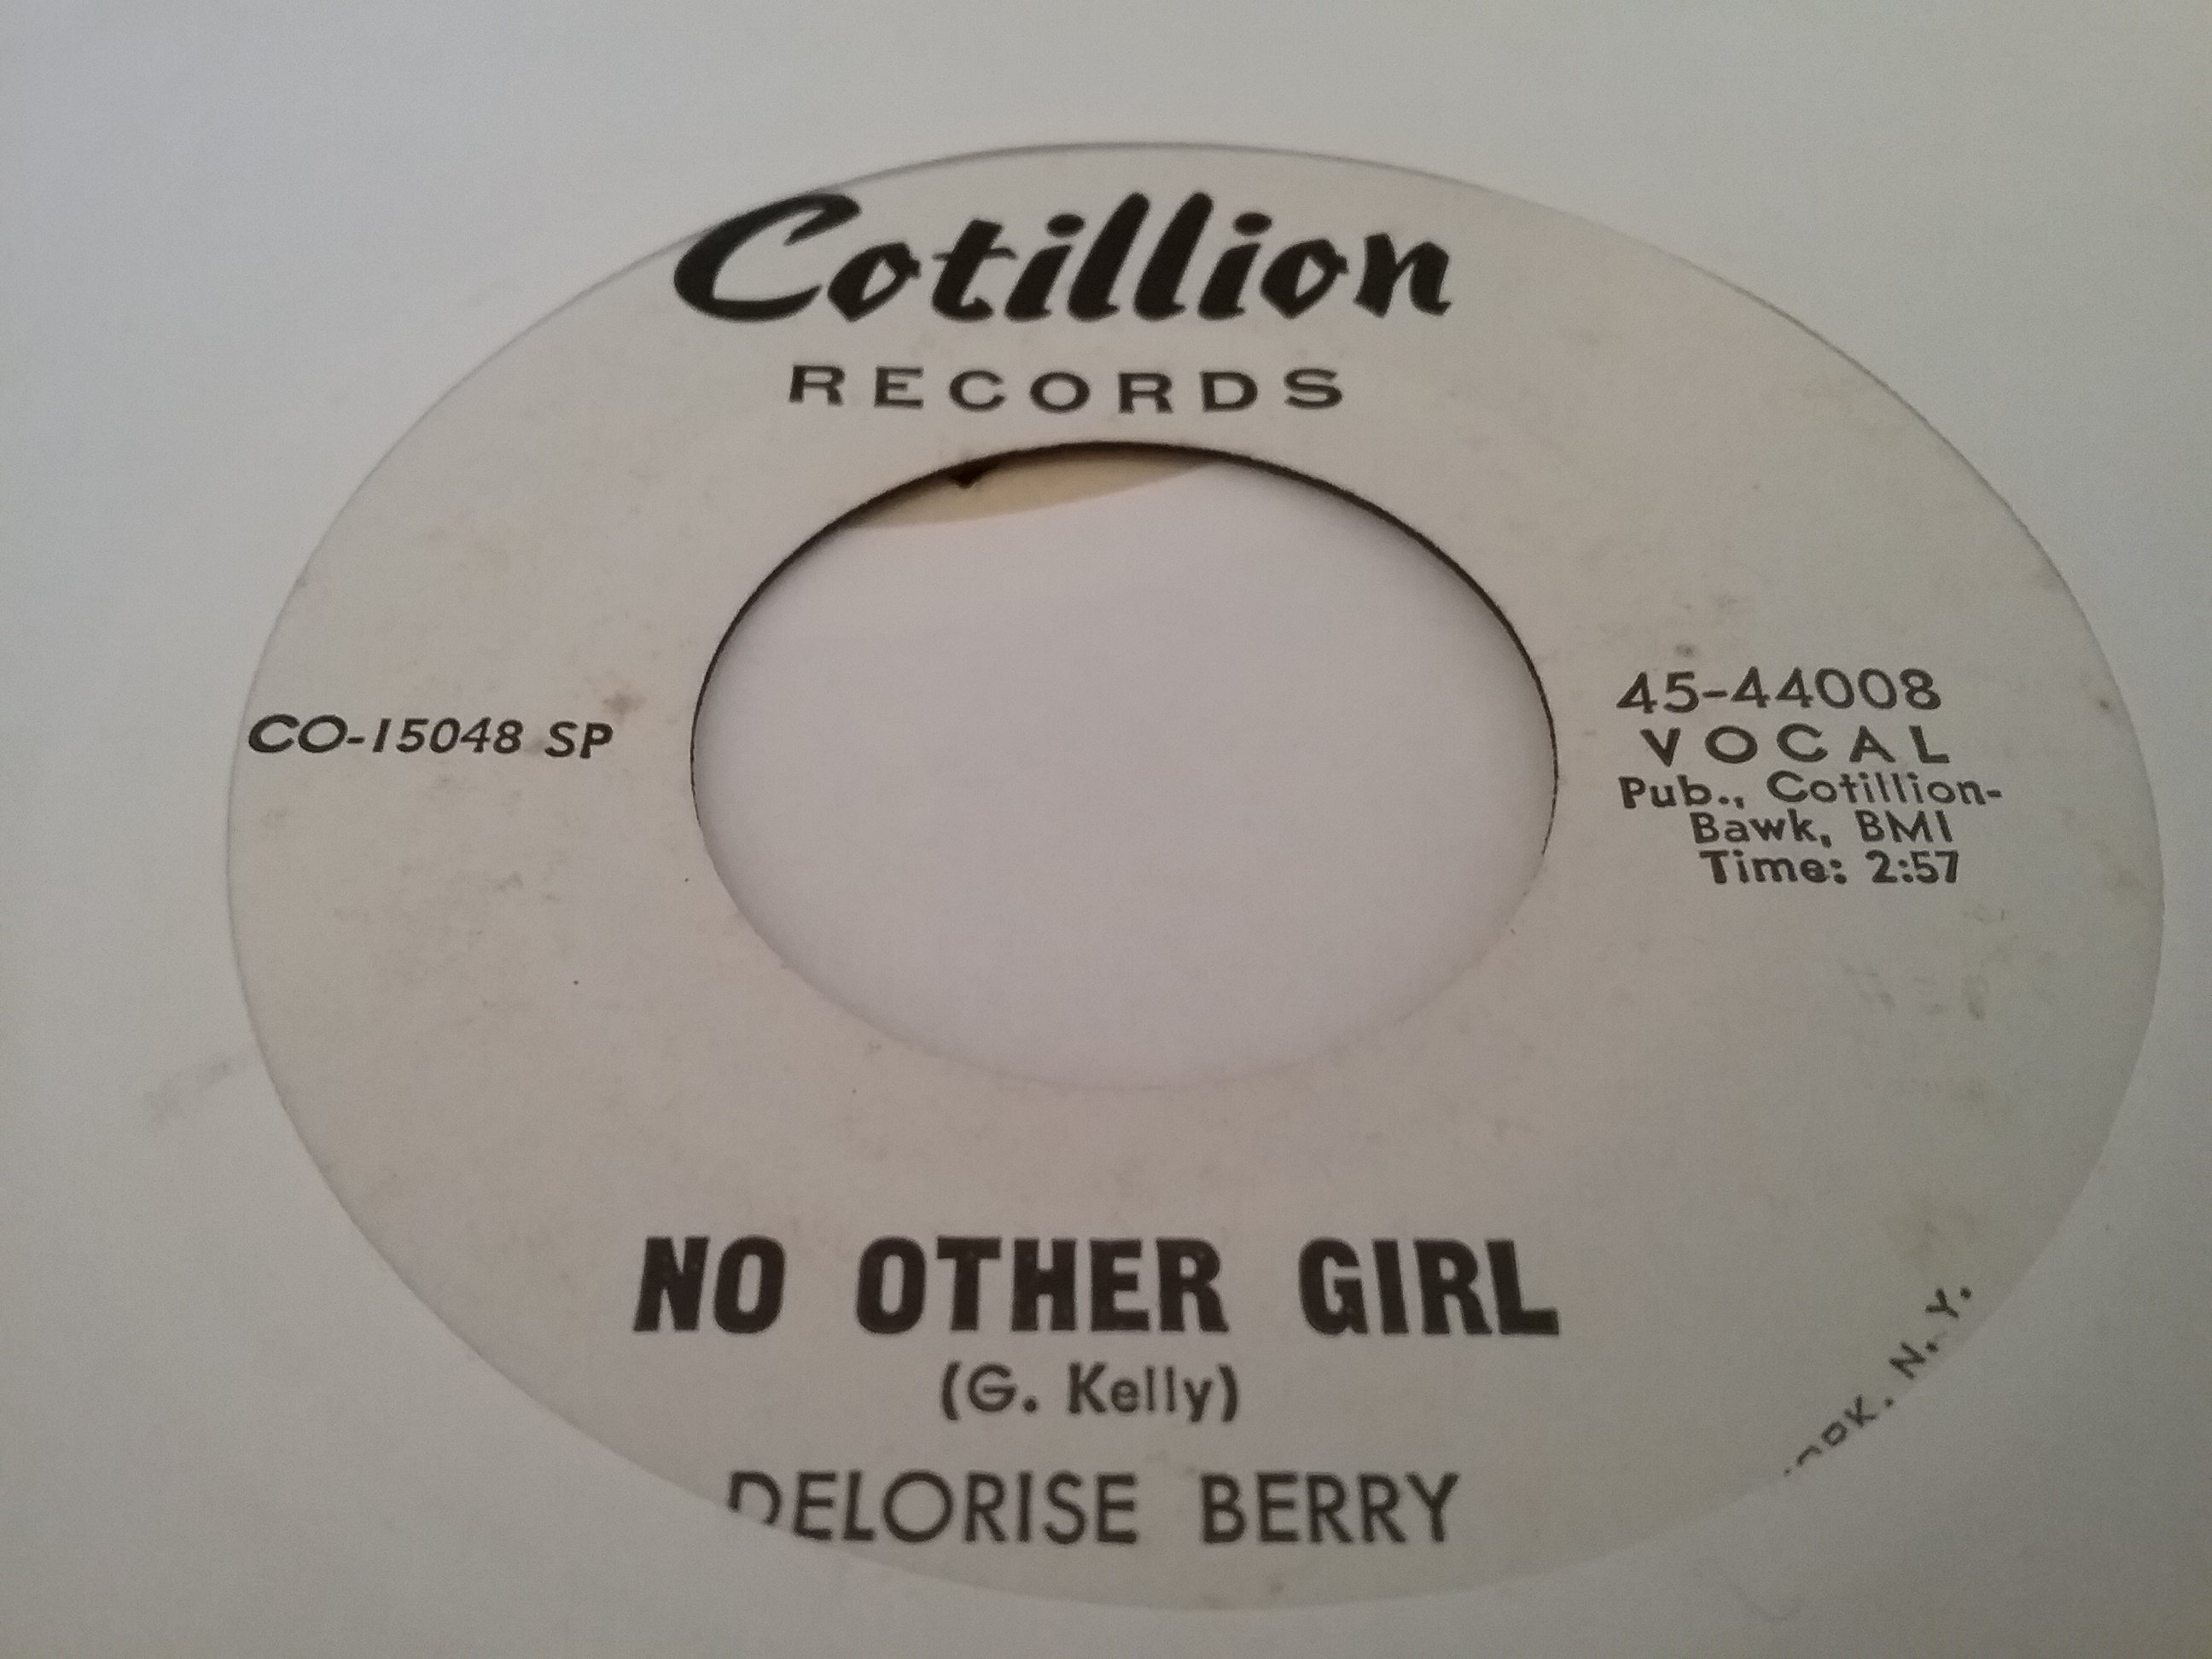 Cotillion
RECORDS
CO-15048 SP
45-44008
VOCAL
Pub., Cotillion-
Bawk, BMI
Time: 2:57
NO OTHER GIRL
(G. Kelly)
DELORISE BERRY
N.Y.